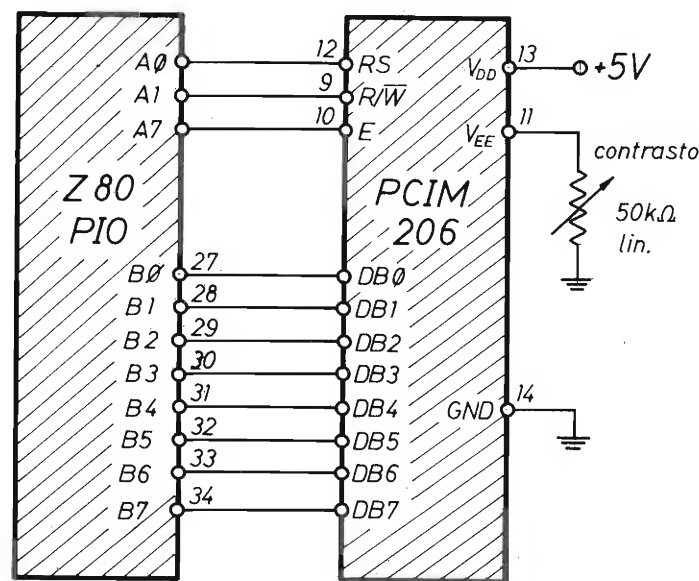 A0 12 RS
A1 9 R/W̅
A7 10 E
VDD 13 +5V
VEE 11
contrasto
50kΩ
lin.
Z80
PIO
PCIM
206
B0 27 DB0
B1 28 DB1
B2 29 DB2
B3 30 DB3
B4 31 DB4
B5 32 DB5
B6 33 DB6
B7 34 DB7
GND 14